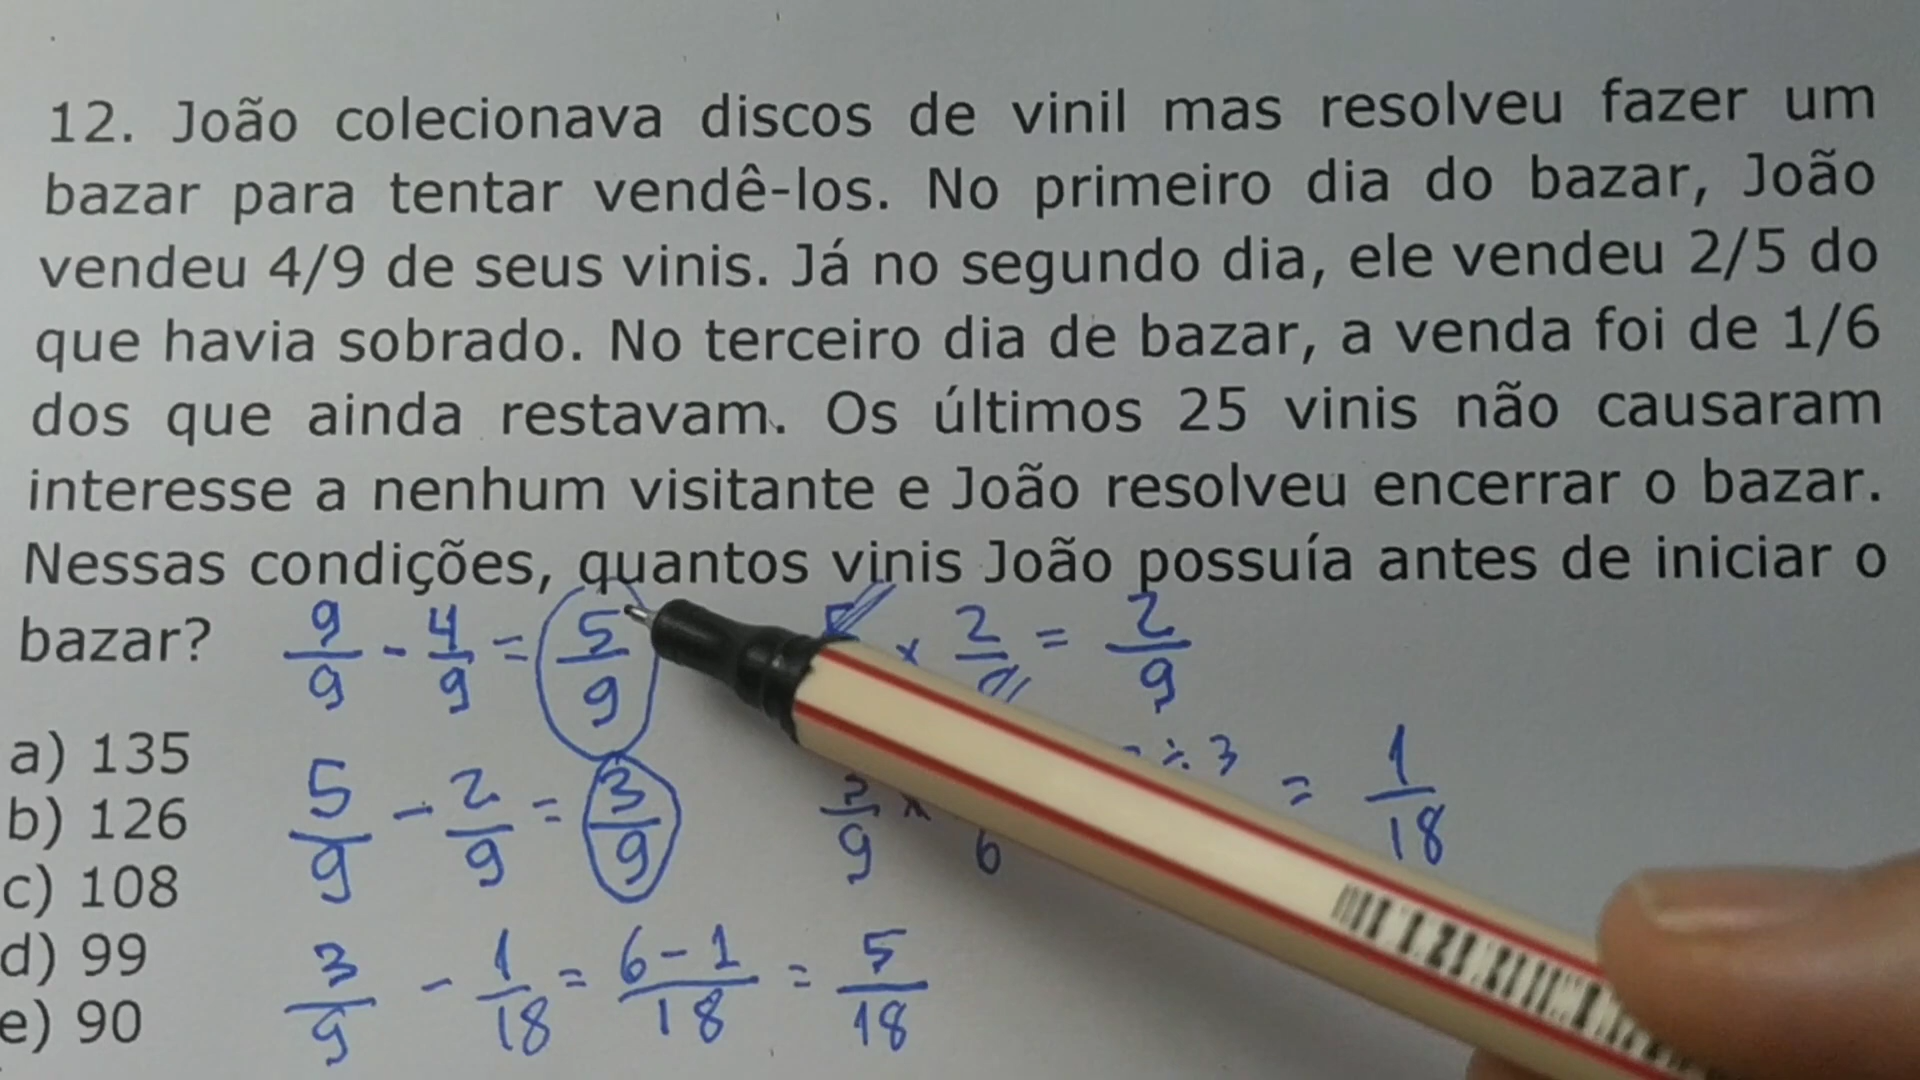 12. João colecionava discos de vinil mas resolveu fazer um
bazar para tentar vendê-los. No primeiro dia do bazar, João
vendeu 4/9 de seus vinis. Já no segundo dia, ele vendeu 2/5 do
que havia sobrado. No terceiro dia de bazar, a venda foi de 1/6
dos que ainda restavam. Os últimos 25 vinis não causaram
interesse a nenhum visitante e João resolveu encerrar o bazar.
Nessas condições, quantos vinis João possuía antes de iniciar o
bazar?
9/9 - 4/9 = 5/9
x 2/ = 2/9
a) 135
b) 126
c) 108
d) 99
e) 90
5/9 - 2/9 = 3/9
3/9 x /6 ÷ 3 = 1/18
3/9 - 1/18 = 6-1/18 = 5/18